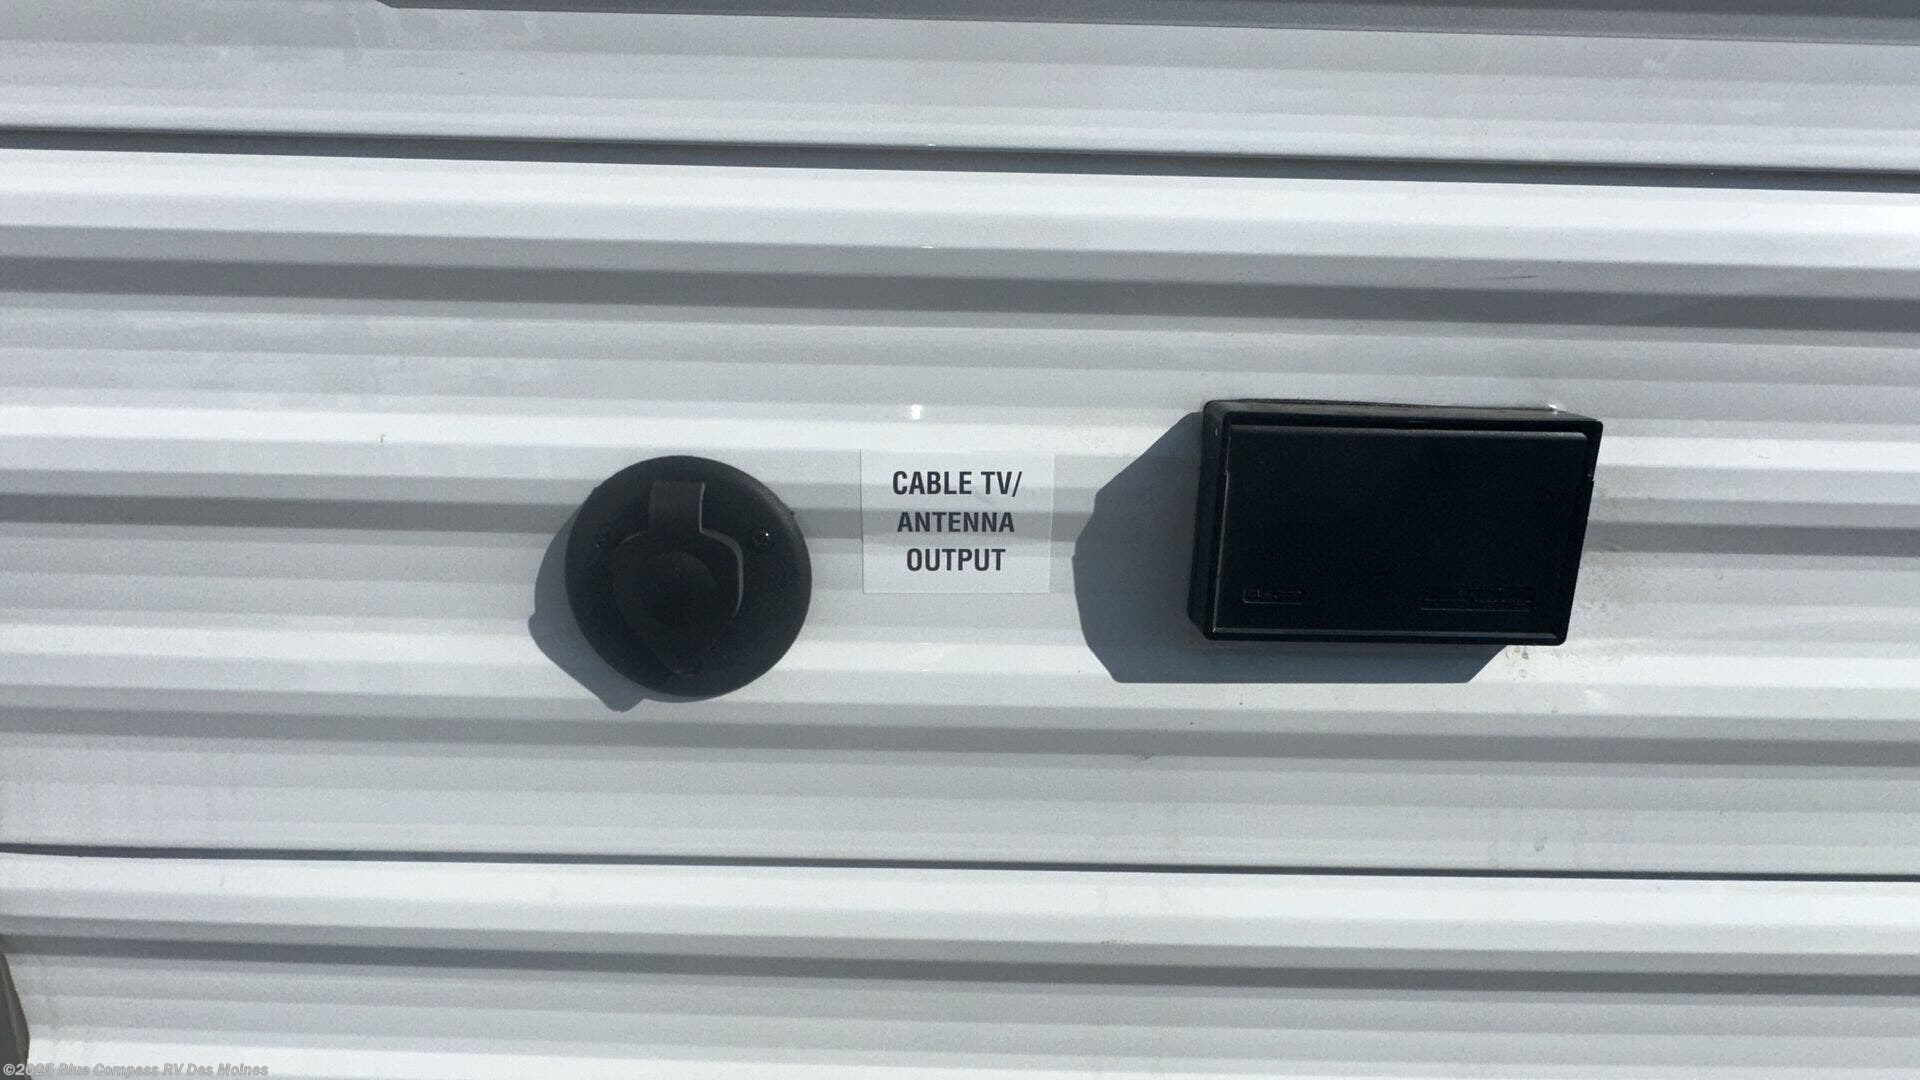 CABLE TV/
ANTENNA
OUTPUT
©2025 Blue Compass RV Des Moines